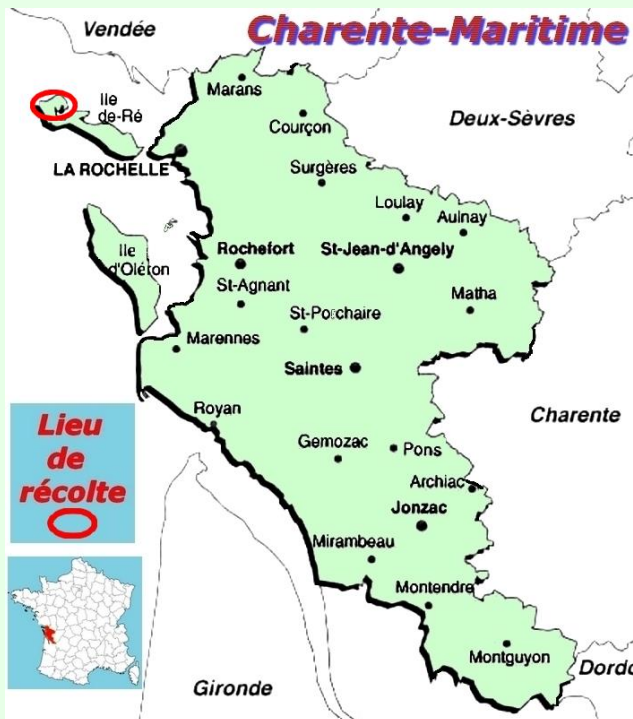 Charente-Maritime
Vendée
Marans
Ile
de-Ré
Courçon
Deux-Sèvres
LA ROCHELLE
Surgères
Loulay
Aulnay
Ile
d'Oléron
Rochefort
St-Jean-d'Angely
St-Agnant
Matha
St-Porchaire
Marennes
Saintes
Royan
Charente
Lieu
de
récolte
Gemozac
Pons
Archiac
Jonzac
Mirambeau
Montendre
Montguyon
Dordo
Gironde